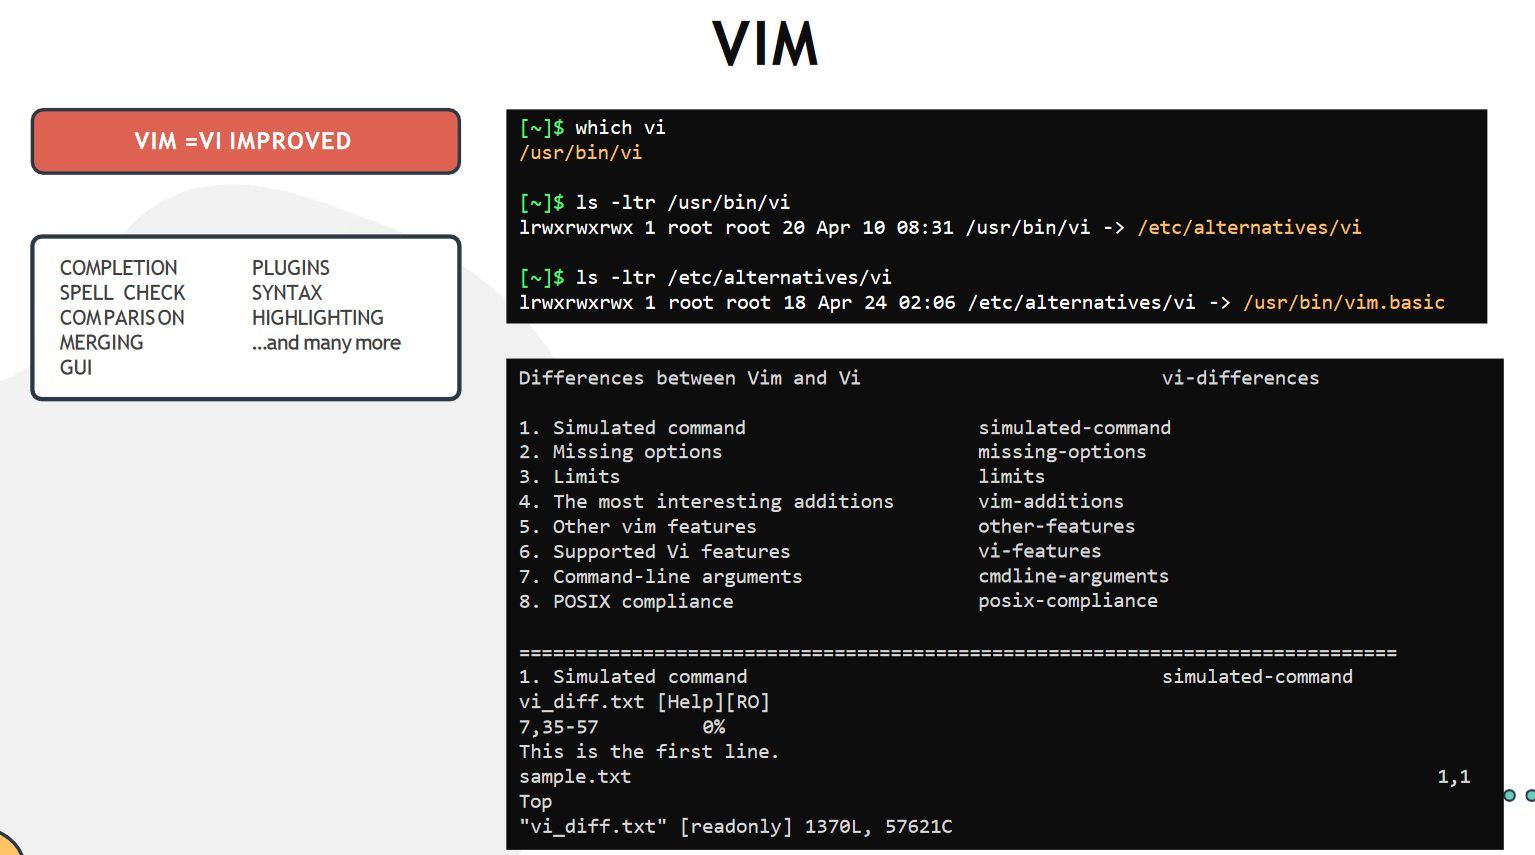 VIM
VIM =VI IMPROVED
COMPLETION
SPELL CHECK
COMPARISON
MERGING
GUI
PLUGINS
SYNTAX
HIGHLIGHTING
...and many more
[~]$ which vi
/usr/bin/vi
[~]$ ls -ltr /usr/bin/vi
lrwxrwxrwx 1 root root 20 Apr 10 08:31 /usr/bin/vi -> /etc/alternatives/vi
[~]$ ls -ltr /etc/alternatives/vi
lrwxrwxrwx 1 root root 18 Apr 24 02:06 /etc/alternatives/vi -> /usr/bin/vim.basic
Differences between Vim and Vi vi-differences
1. Simulated command simulated-command
2. Missing options missing-options
3. Limits limits
4. The most interesting additions vim-additions
5. Other vim features other-features
6. Supported Vi features vi-features
7. Command-line arguments cmdline-arguments
8. POSIX compliance posix-compliance
==============================================================================
1. Simulated command simulated-command
vi_diff.txt [Help][RO]
7,35-57 0%
This is the first line.
sample.txt 1,1
Top
"vi_diff.txt" [readonly] 1370L, 57621C